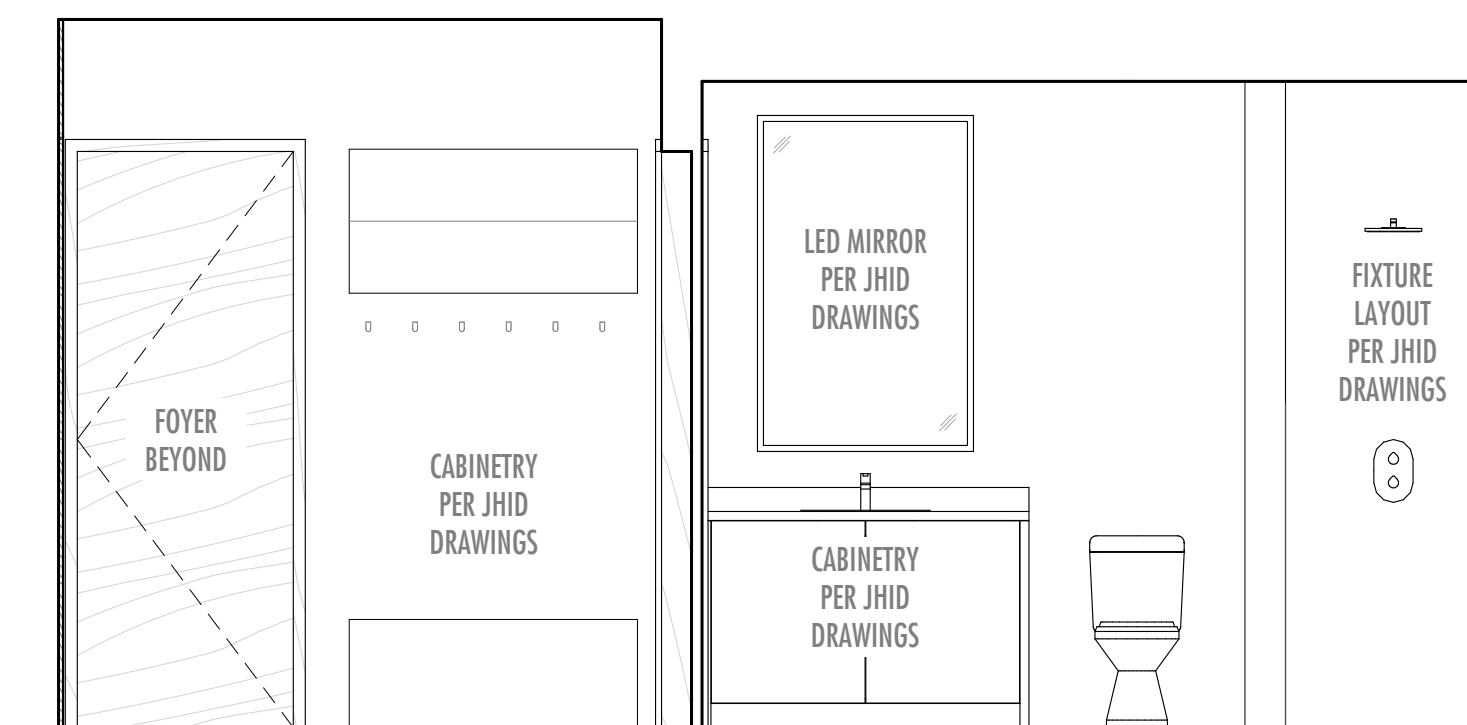 FOYER
BEYOND
CABINETRY
PER JHID
DRAWINGS
LED MIRROR
PER JHID
DRAWINGS
CABINETRY
PER JHID
DRAWINGS
FIXTURE
LAYOUT
PER JHID
DRAWINGS